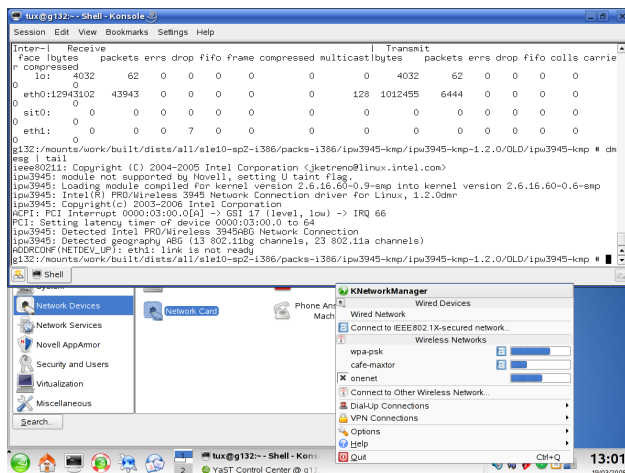 tux@g132:~ - Shell - Konsole
Session Edit View Bookmarks Settings Help
Inter-| Receive | Transmit
face |bytes packets errs drop fifo frame compressed multicast|bytes packets errs drop fifo colls carrie
r compressed
lo: 4032 62 0 0 0 0 0 0 4032 62 0 0 0 0
0 0
eth0:12943102 43943 0 0 0 0 0 128 1012455 6444 0 0 0 0
0 0
sit0: 0 0 0 0 0 0 0 0 0 0 0 0 0 0
0 0
eth1: 0 0 0 7 0 0 0 0 0 0 0 0 0 0
0 0
g132:/mounts/work/built/dists/all/sle10-sp2-i386/packs-i386/ipw3945-kmp-ipw3945-kmp-1.2.0/OLD/ipw3945-kmp # dm
esg | tail
ieee80211: Copyright (C) 2004-2005 Intel Corporation <jketreno@linux.intel.com>
ipw3945: module not supported by Novell, setting U taint flag.
ipw3945: Loading module compiled for kernel version 2.6.16.60-0.9-smp into kernel version 2.6.16.60-0.6-smp
ipw3945: Intel(R) PRO/Wireless 3945 Network Connection driver for Linux, 1.2.0dmr
ipw3945: Copyright(c) 2003-2006 Intel Corporation
ACPI: PCI Interrupt 0000:03:00.0[A] -> GSI 17 (level, low) -> IRQ 66
PCI: Setting latency timer of device 0000:03:00.0 to 64
ipw3945: Detected Intel PRO/Wireless 3945ABG Network Connection
ipw3945: Detected geography ABG (13 802.11bg channels, 23 802.11a channels)
ADDRCONF(NETDEV_UP): eth1: link is not ready
g132:/mounts/work/built/dists/all/sle10-sp2-i386/packs-i386/ipw3945-kmp-ipw3945-kmp-1.2.0/OLD/ipw3945-kmp #
Shell
Network Devices
Network Services
Novell AppArmor
Security and Users
Virtualization
Miscellaneous
Search...
Network Card
Phone Ans
Mach
KNetworkManager
Wired Devices
Wired Network
Connect to IEEE802.1X-secured network...
Wireless Networks
wpa-psk
cafe-maxtor
onenet
Connect to Other Wireless Network...
Dial-Up Connections
VPN Connections
Options
Help
Quit Ctrl+Q
1
2
tux@g132:~ - Shell - Kons
YaST Control Center @ g13
13:01